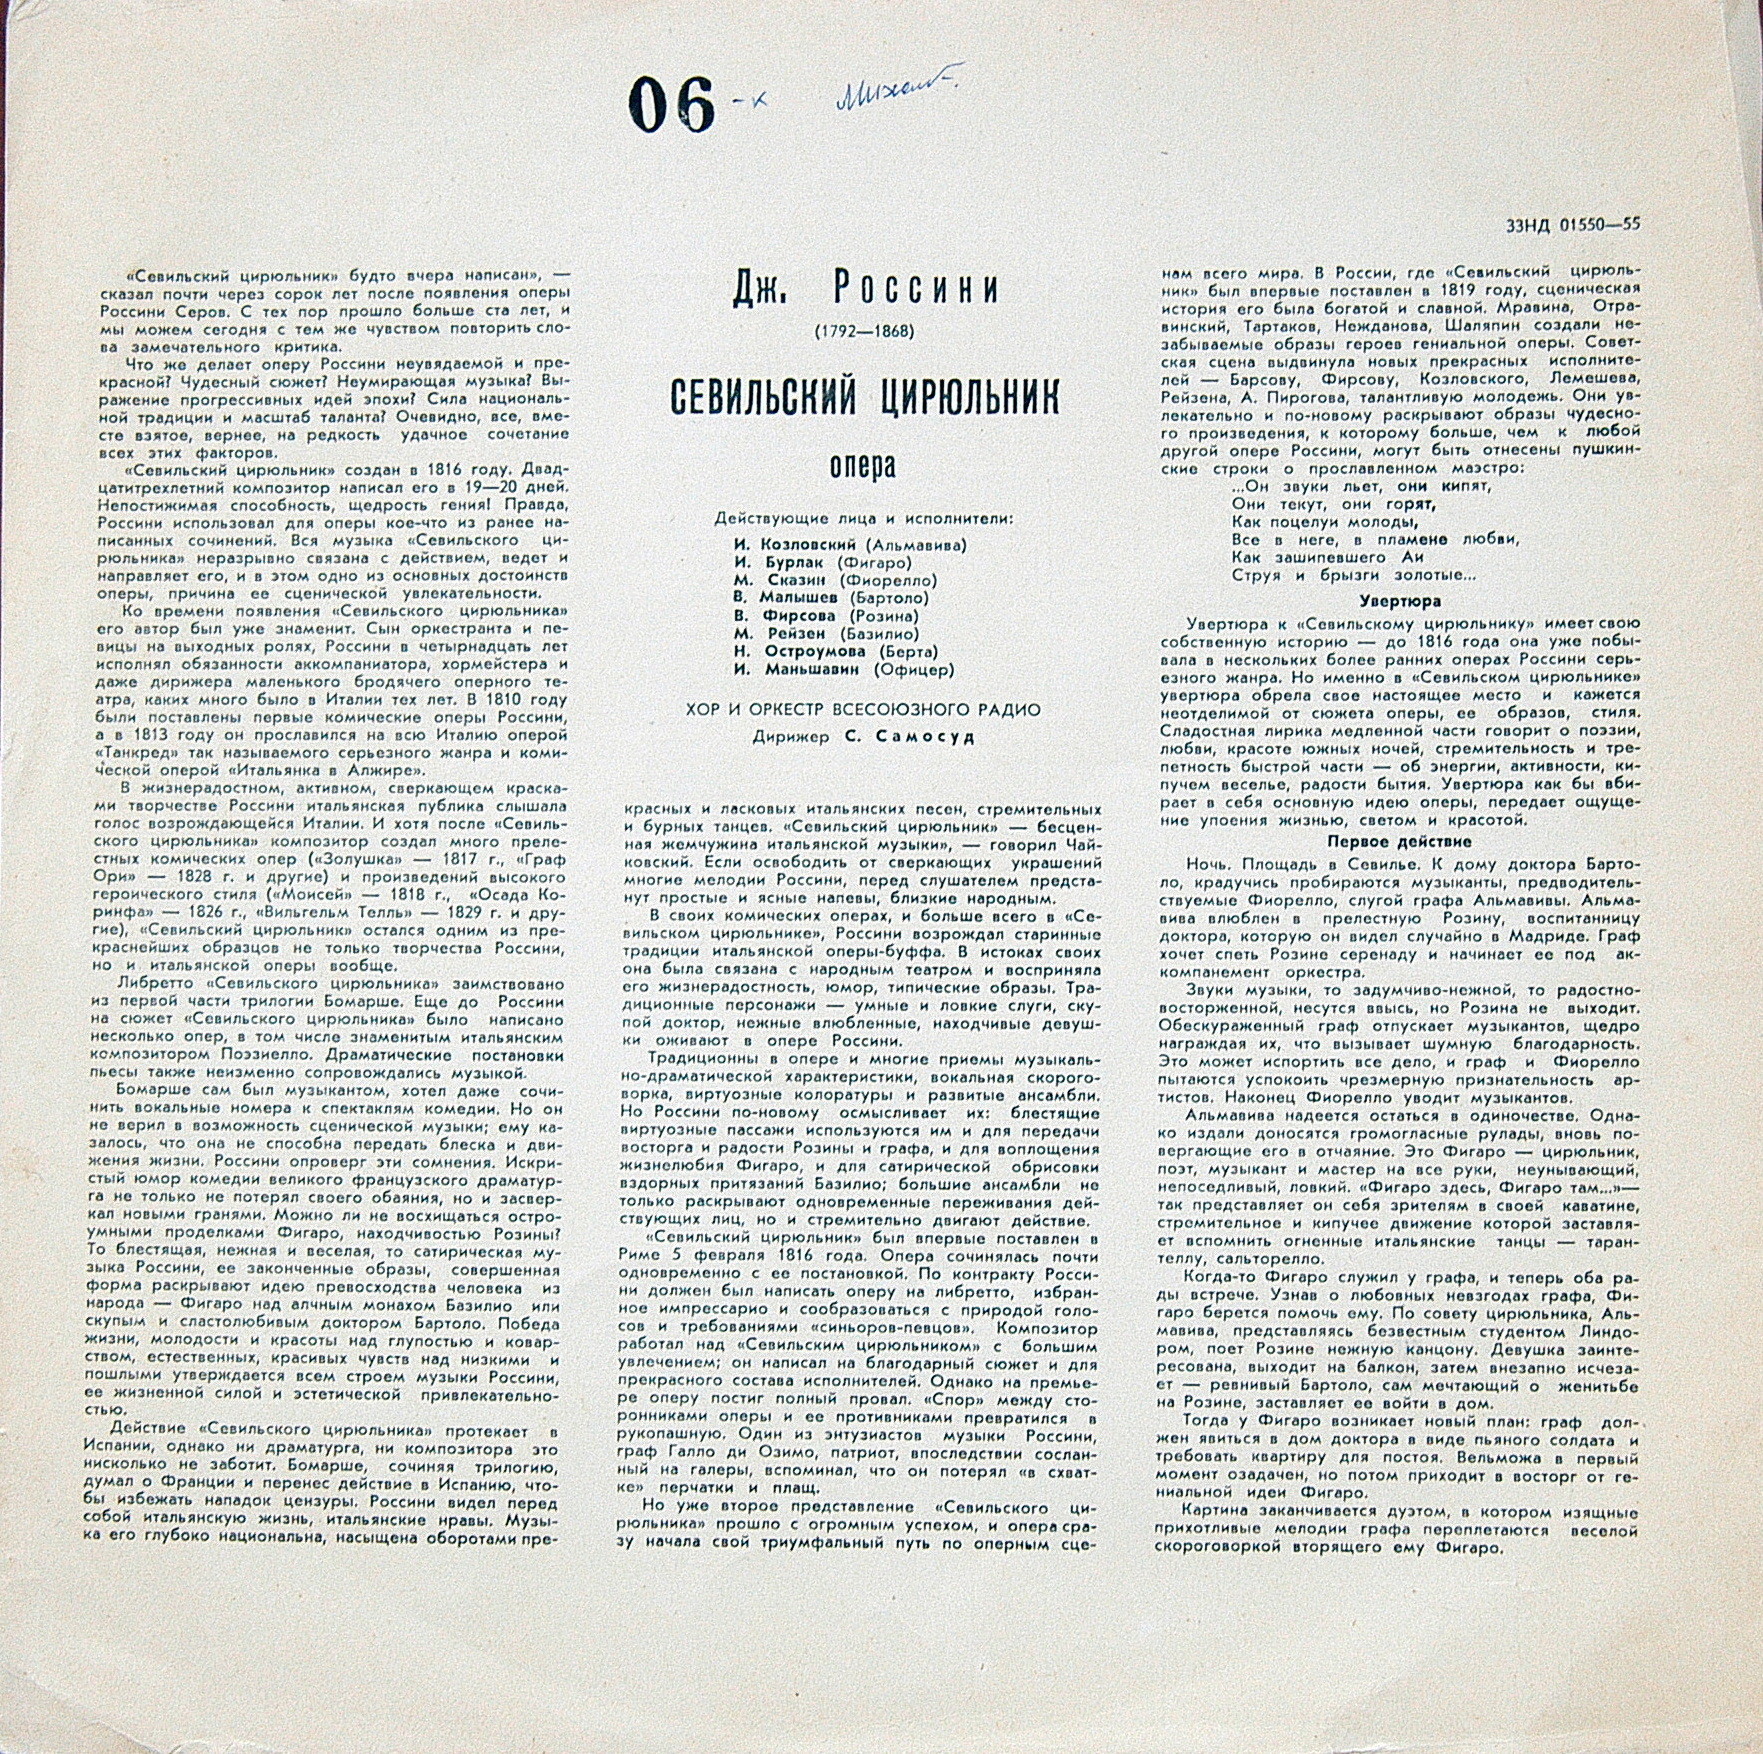 06
-к
33НД 01550—55
«Севильский цирюльник» будто вчера написан», —
сказал почти через сорок лет после появления оперы
Россини Серов. С тех пор прошло больше ста лет, и
мы можем сегодня с тем же чувством повторить сло-
ва замечательного критика.
Что же делает оперу Россини неувядаемой и пре-
красной? Чудесный сюжет? Неумирающая музыка? Вы-
ражение прогрессивных идей эпохи? Сила националь-
ной традиции и масштаб таланта? Очевидно, все, вме-
сте взятое, вернее, на редкость удачное сочетание
всех этих факторов.
«Севильский цирюльник» создан в 1816 году. Двад-
цатитрехлетний композитор написал его в 19—20 дней.
Непостижимая способность, щедрость гения! Правда,
Россини использовал для оперы кое-что из ранее на-
писанных сочинений. Вся музыка «Севильского ци-
рюльника» неразрывно связана с действием, ведет и
направляет его, и в этом одно из основных достоинств
оперы, причина ее сценической увлекательности.
Ко времени появления «Севильского цирюльника»
его автор был уже знаменит. Сын оркестранта и пе-
вицы на выходных ролях, Россини в четырнадцать лет
исполнял обязанности аккомпаниатора, хормейстера и
даже дирижера маленького бродячего оперного те-
атра, каких много было в Италии тех лет. В 1810 году
были поставлены первые комические оперы Россини,
а в 1813 году он прославился на всю Италию оперой
«Танкред» так называемого серьезного жанра и коми-
ческой оперой «Итальянка в Алжире».
В жизнерадостном, активном, сверкающем краска-
ми творчестве Россини итальянская публика слышала
голос возрождающейся Италии. И хотя после «Севиль-
ского цирюльника» композитор создал много преле-
стных комических опер («Золушка» — 1817 г., «Граф
Ори» — 1828 г. и другие) и произведений высокого
героического стиля («Моисей» — 1818 г., «Осада Ко-
ринфа» — 1826 г., «Вильгельм Телль» — 1829 г. и дру-
гие), «Севильский цирюльник» остался одним из пре-
краснейших образцов не только творчества Россини,
но и итальянской оперы вообще.
Либретто «Севильского цирюльника» заимствовано
из первой части трилогии Бомарше. Еще до Россини
на сюжет «Севильского цирюльника» было написано
несколько опер, в том числе знаменитым итальянским
композитором Поэзиелло. Драматические постановки
пьесы также неизменно сопровождались музыкой.
Бомарше сам был музыкантом, хотел даже сочи-
нить вокальные номера к спектаклям комедии. Но он
не верил в возможность сценической музыки; ему ка-
залось, что она не способна передать блеска и дви-
жения жизни. Россини опроверг эти сомнения. Искри-
стый юмор комедии великого французского драматур-
га не только не потерял своего обаяния, но и засвер-
кал новыми гранями. Можно ли не восхищаться остро-
умными проделками Фигаро, находчивостью Розины?
То блестящая, нежная и веселая, то сатирическая му-
зыка Россини, ее законченные образы, совершенная
форма раскрывают идею превосходства человека из
народа — Фигаро над алчным монахом Базилио или
скупым и сластолюбивым доктором Бартоло. Победа
жизни, молодости и красоты над глупостью и ковар-
ством, естественных, красивых чувств над низкими и
пошлыми утверждается всем строем музыки Россини,
ее жизненной силой и эстетической привлекательно-
стью.
Действие «Севильского цирюльника» протекает в
Испании, однако ни драматурга, ни композитора это
нисколько не заботит. Бомарше, сочиняя трилогию,
думал о Франции и перенес действие в Испанию, что-
бы избежать нападок цензуры. Россини видел перед
собой итальянскую жизнь, итальянские нравы. Музы-
ка его глубоко национальна, насыщена оборотами пре-
Дж. Россини
(1792—1868)
СЕВИЛЬСКИЙ ЦИРЮЛЬНИК
опера
Действующие лица и исполнители:
И. Козловский (Альмавива)
И. Бурлак (Фигаро)
М. Сказин (Фиорелло)
В. Малышев (Бартоло)
В. Фирсова (Розина)
М. Рейзен (Базилио)
Н. Остроумова (Берта)
И. Маньшавин (Офицер)
ХОР И ОРКЕСТР ВСЕСОЮЗНОГО РАДИО
Дирижер С. Самосуд
красных и ласковых итальянских песен, стремительных
и бурных танцев. «Севильский цирюльник» — бесцен-
ная жемчужина итальянской музыки», — говорил Чай-
ковский. Если освободить от сверкающих украшений
многие мелодии Россини, перед слушателем предста-
нут простые и ясные напевы, близкие народным.
В своих комических операх, и больше всего в «Се-
вильском цирюльнике», Россини возрождал старинные
традиции итальянской оперы-буффа. В истоках своих
она была связана с народным театром и восприняла
его жизнерадостность, юмор, типические образы. Тра-
диционные персонажи — умные и ловкие слуги, ску-
пой доктор, нежные влюбленные, находчивые девуш-
ки оживают в опере Россини.
Традиционны в опере и многие приемы музыкаль-
но-драматической характеристики, вокальная скорого-
ворка, виртуозные колоратуры и развитые ансамбли.
Но Россини по-новому осмысливает их: блестящие
виртуозные пассажи используются им и для передачи
восторга и радости Розины и графа, и для воплощения
жизнелюбия Фигаро, и для сатирической обрисовки
вздорных притязаний Базилио; большие ансамбли не
только раскрывают одновременные переживания дей-
ствующих лиц, но и стремительно двигают действие.
«Севильский цирюльник» был впервые поставлен в
Риме 5 февраля 1816 года. Опера сочинялась почти
одновременно с ее постановкой. По контракту Росси-
ни должен был написать оперу на либретто, избран-
ное импрессарио и сообразоваться с природой голо-
сов и требованиями «синьоров-певцов». Композитор
работал над «Севильским цирюльником» с большим
увлечением; он написал на благодарный сюжет и для
прекрасного состава исполнителей. Однако на премье-
ре оперу постиг полный провал. «Спор» между сто-
ронниками оперы и ее противниками превратился в
рукопашную. Один из энтузиастов музыки Россини,
граф Галло ди Озимо, патриот, впоследствии сослан-
ный на галеры, вспоминал, что он потерял «в схват-
ке» перчатки и плащ.
Но уже второе представление «Севильского ци-
рюльника» прошло с огромным успехом, и опера сра-
зу начала свой триумфальный путь по оперным сце-
нам всего мира. В России, где «Севильский цирюль-
ник» был впервые поставлен в 1819 году, сценическая
история его была богатой и славной. Мравина, Отра-
винский, Тартаков, Нежданова, Шаляпин создали не-
забываемые образы героев гениальной оперы. Совет-
ская сцена выдвинула новых прекрасных исполните-
лей — Барсову, Фирсову, Козловского, Лемешева,
Рейзена, А. Пирогова, талантливую молодежь. Они ув-
лекательно и по-новому раскрывают образы чудесно-
го произведения, к которому больше, чем к любой
другой опере Россини, могут быть отнесены пушкин-
ские строки о прославленном маэстро:
...Он звуки льет, они кипят,
Они текут, они горят,
Как поцелуи молоды,
Все в неге, в пламене любви,
Как зашипевшего Аи
Струя и брызги золотые...
Увертюра
Увертюра к «Севильскому цирюльнику» имеет свою
собственную историю — до 1816 года она уже побы-
вала в нескольких более ранних операх Россини серь-
езного жанра. Но именно в «Севильском цирюльнике»
увертюра обрела свое настоящее место и кажется
неотделимой от сюжета оперы, ее образов, стиля.
Сладостная лирика медленной части говорит о поэзии,
любви, красоте южных ночей, стремительность и тре-
петность быстрой части — об энергии, активности, ки-
пучем веселье, радости бытия. Увертюра как бы вби-
рает в себя основную идею оперы, передает ощуще-
ние упоения жизнью, светом и красотой.
Первое действие
Ночь. Площадь в Севилье. К дому доктора Барто-
ло, крадучись пробираются музыканты, предводитель-
ствуемые Фиорелло, слугой графа Альмавивы. Альма-
вива влюблен в прелестную Розину, воспитанницу
доктора, которую он видел случайно в Мадриде. Граф
хочет спеть Розине серенаду и начинает ее под ак-
компанемент оркестра.
Звуки музыки, то задумчиво-нежной, то радостно-
восторженной, несутся ввысь, но Розина не выходит.
Обескураженный граф отпускает музыкантов, щедро
награждая их, что вызывает шумную благодарность.
Это может испортить все дело, и граф и Фиорелло
пытаются успокоить чрезмерную признательность ар-
тистов. Наконец Фиорелло уводит музыкантов.
Альмавива надеется остаться в одиночестве. Одна-
ко издали доносятся громогласные рулады, вновь по-
вергающие его в отчаяние. Это Фигаро — цирюльник,
поэт, музыкант и мастер на все руки, неунывающий,
непоседливый, ловкий. «Фигаро здесь, Фигаро там...»—
так представляет он себя зрителям в своей каватине,
стремительное и кипучее движение которой заставля-
ет вспомнить огненные итальянские танцы — таран-
теллу, сальторелло.
Когда-то Фигаро служил у графа, и теперь оба ра-
ды встрече. Узнав о любовных невзгодах графа, Фи-
гаро берется помочь ему. По совету цирюльника, Аль-
мавива, представляясь безвестным студентом Линдо-
ром, поет Розине нежную канцону. Девушка заинте-
ресована, выходит на балкон, затем внезапно исчеза-
ет — ревнивый Бартоло, сам мечтающий о женитьбе
на Розине, заставляет ее войти в дом.
Тогда у Фигаро возникает новый план: граф дол-
жен явиться в дом доктора в виде пьяного солдата и
требовать квартиру для постоя. Вельможа в первый
момент озадачен, но потом приходит в восторг от ге-
ниальной идеи Фигаро.
Картина заканчивается дуэтом, в котором изящные
прихотливые мелодии графа переплетаются веселой
скороговоркой вторящего ему Фигаро.